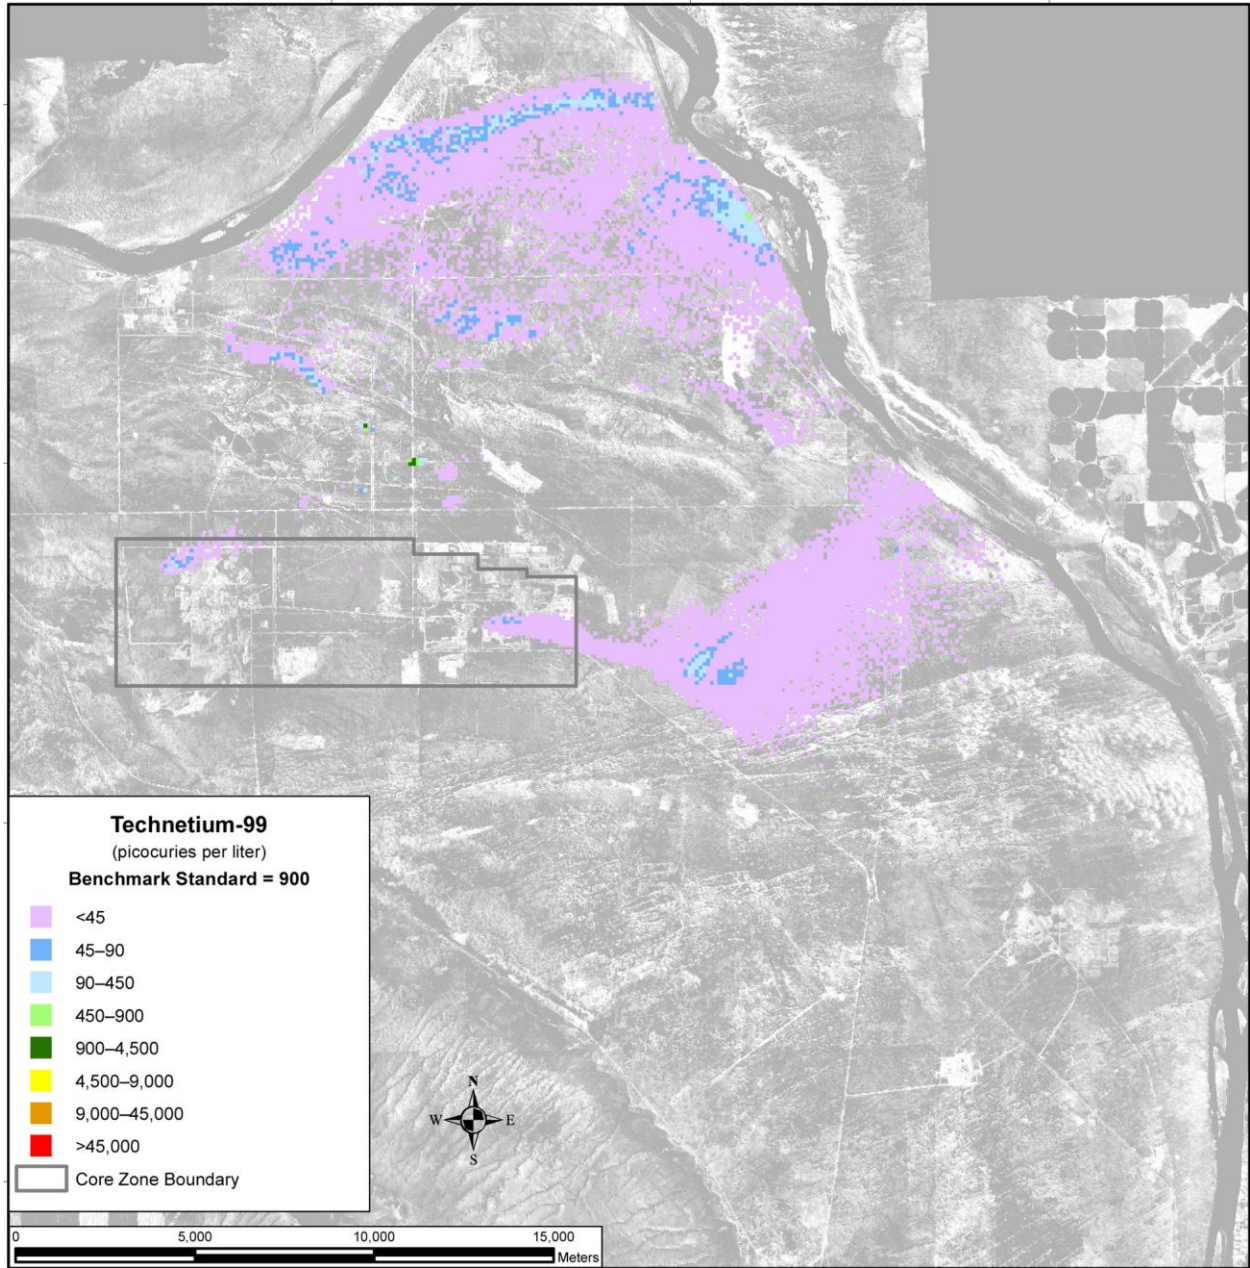 Technetium-99
(picocuries per liter)
Benchmark Standard = 900
<45
45–90
90–450
450–900
900–4,500
4,500–9,000
9,000–45,000
>45,000
Core Zone Boundary
N
W E
S
0 5,000 10,000 15,000
Meters